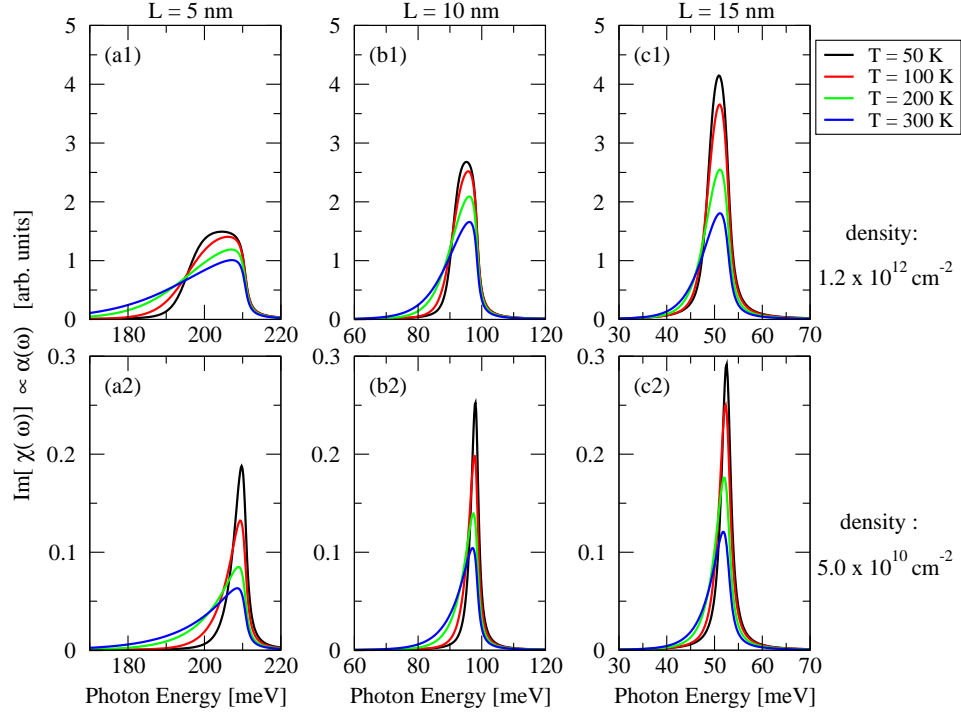 L = 5 nm
L = 10 nm
L = 15 nm
(a1)
(b1)
(c1)
T = 50 K
T = 100 K
T = 200 K
T = 300 K
5
4
3
2
1
0
5
4
3
2
1
0
5
4
3
2
1
0
density:
1.2 x 10¹² cm⁻²
180 200 220
60 80 100 120
30 40 50 60 70
Im[ χ( ω)] ∝ α(ω) [arb. units]
(a2)
(b2)
(c2)
0.3
0.2
0.1
0
0.3
0.2
0.1
0
0.3
0.2
0.1
0
density :
5.0 x 10¹⁰ cm⁻²
180 200 220
60 80 100 120
30 40 50 60 70
Photon Energy [meV]
Photon Energy [meV]
Photon Energy [meV]